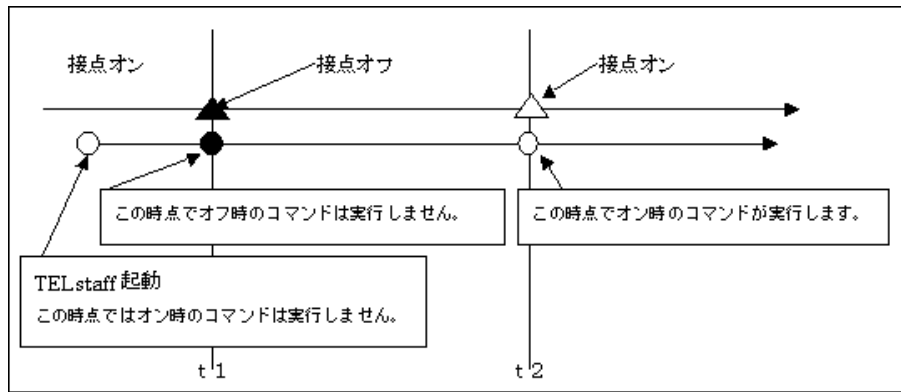 接点オン
接点オフ
接点オン
この時点でオフ時のコマンドは実行しません。
この時点でオン時のコマンドが実行します。
TELstaff 起動
この時点ではオン時のコマンドは実行しません。
t 1
t 2